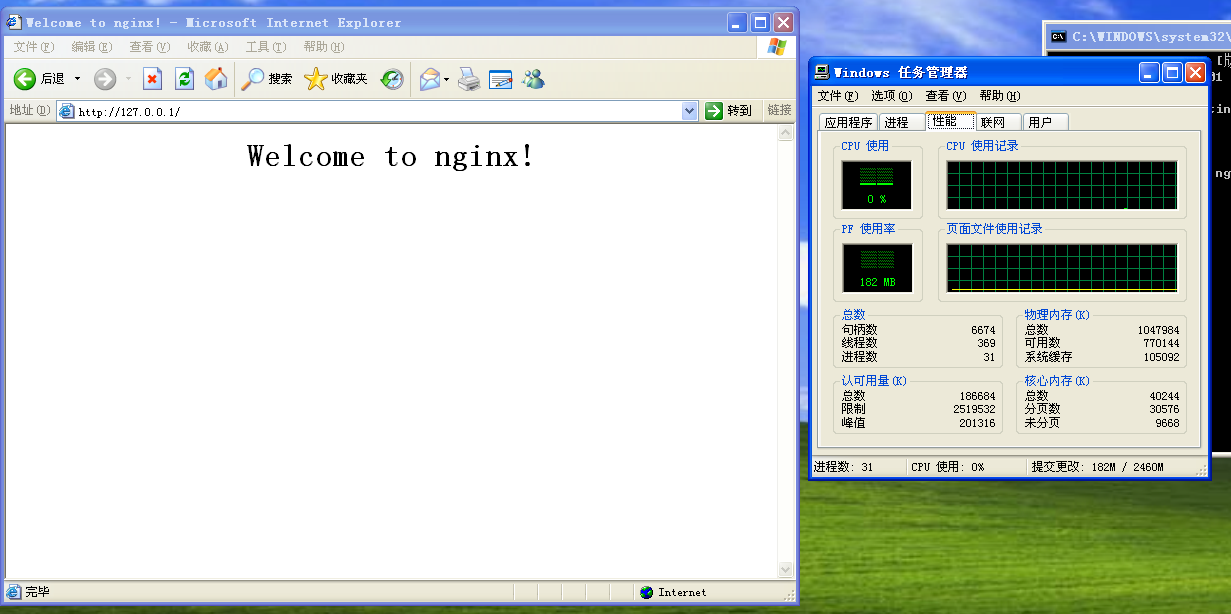 Welcome to nginx! - Microsoft Internet Explorer
文件(F) 编辑(E) 查看(V) 收藏(A) 工具(T) 帮助(H)
后退 搜索 收藏夹
地址(D) http://127.0.0.1/ 转到 链接
Welcome to nginx!
完毕 Internet
C:\WINDOWS\system32\
Windows 任务管理器
文件(F) 选项(O) 查看(V) 帮助(H)
应用程序 进程 性能 联网 用户
CPU 使用 CPU 使用记录
0 %
PF 使用率 页面文件使用记录
182 MB
总数 物理内存(K)
句柄数 6674 总数 1047984
线程数 369 可用数 770144
进程数 31 系统缓存 105092
认可用量(K) 核心内存(K)
总数 186684 总数 40244
限制 2519532 分页数 30576
峰值 201316 未分页 9668
进程数: 31 CPU 使用: 0% 提交更改: 182M / 2460M
ng